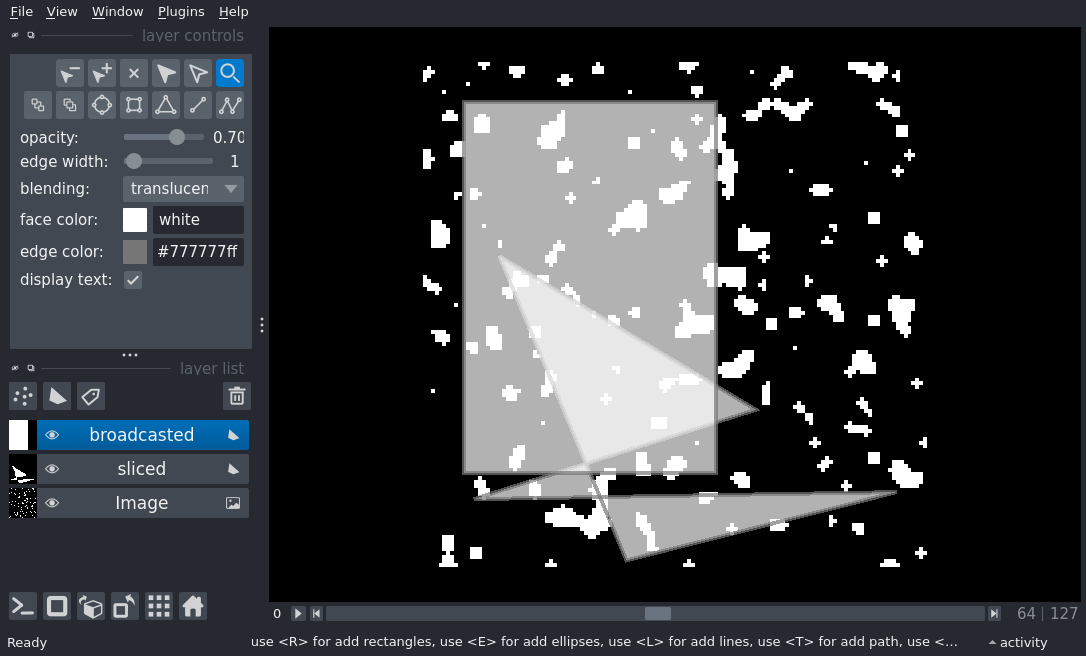 File View Window Plugins Help
layer controls
opacity: 0.70
edge width: 1
blending: translucen
face color: white
edge color: #777777ff
display text:
layer list
broadcasted
sliced
Image
0 64 127
Ready use <R> for add rectangles, use <E> for add ellipses, use <L> for add lines, use <T> for add path, use <... activity